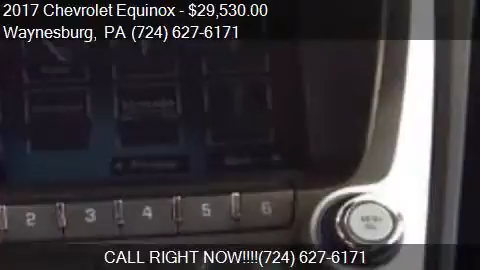 2017 Chevrolet Equinox - $29,530.00
Waynesburg, PA (724) 627-6171
2 3 4 5 6
MENU
CALL RIGHT NOW!!!!(724) 627-6171